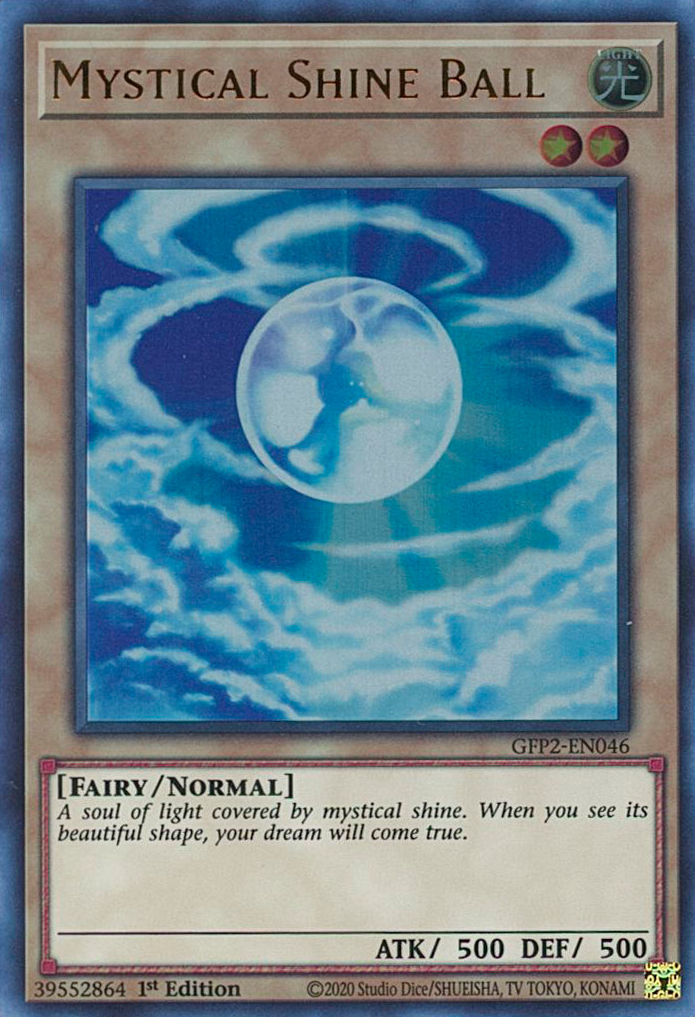 MYSTICAL SHINE BALL
LIGHT
光
GFP2-EN046
[FAIRY/NORMAL]
A soul of light covered by mystical shine. When you see its
beautiful shape, your dream will come true.
ATK/ 500 DEF/ 500
39552864 1st Edition ©2020 Studio Dice/SHUEISHA, TV TOKYO, KONAMI